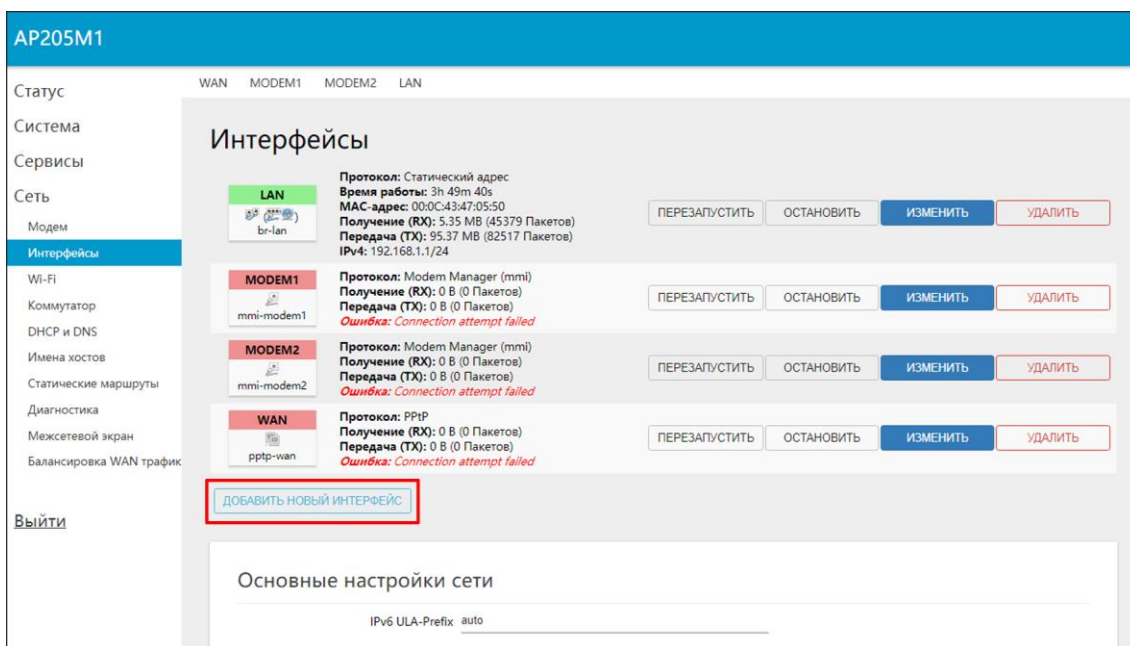 AP205M1
WAN MODEM1 MODEM2 LAN
Статус
Система
Сервисы
Сеть
Модем
Интерфейсы
Wi-Fi
Коммутатор
DHCP и DNS
Имена хостов
Статические маршруты
Диагностика
Межсетевой экран
Балансировка WAN трафик
Выйти
Интерфейсы
LAN
br-lan
Протокол: Статический адрес
Время работы: 3h 49m 40s
MAC-адрес: 00:0C:43:47:05:50
Получение (RX): 5.35 MB (45379 Пакетов)
Передача (TX): 95.37 MB (82517 Пакетов)
IPv4: 192.168.1.1/24
ПЕРЕЗАПУСТИТЬ ОСТАНОВИТЬ ИЗМЕНИТЬ УДАЛИТЬ
MODEM1
mmi-modem1
Протокол: Modem Manager (mmi)
Получение (RX): 0 B (0 Пакетов)
Передача (TX): 0 B (0 Пакетов)
Ошибка: Connection attempt failed
ПЕРЕЗАПУСТИТЬ ОСТАНОВИТЬ ИЗМЕНИТЬ УДАЛИТЬ
MODEM2
mmi-modem2
Протокол: Modem Manager (mmi)
Получение (RX): 0 B (0 Пакетов)
Передача (TX): 0 B (0 Пакетов)
Ошибка: Connection attempt failed
ПЕРЕЗАПУСТИТЬ ОСТАНОВИТЬ ИЗМЕНИТЬ УДАЛИТЬ
WAN
pptp-wan
Протокол: PPtP
Получение (RX): 0 B (0 Пакетов)
Передача (TX): 0 B (0 Пакетов)
Ошибка: Connection attempt failed
ПЕРЕЗАПУСТИТЬ ОСТАНОВИТЬ ИЗМЕНИТЬ УДАЛИТЬ
ДОБАВИТЬ НОВЫЙ ИНТЕРФЕЙС
Основные настройки сети
IPv6 ULA-Prefix auto